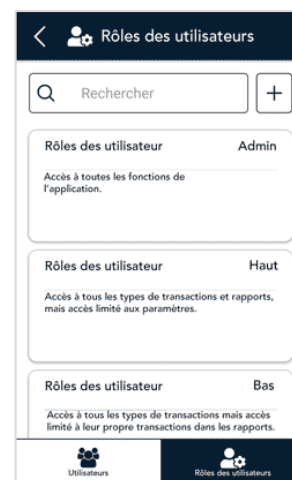 Rôles des utilisateurs
Rechercher
Rôles des utilisateur Admin
Accès à toutes les fonctions de
l'application.
Rôles des utilisateur Haut
Accès à tous les types de transactions et rapports,
mais accès limité aux paramètres.
Rôles des utilisateur Bas
Accès à tous les types de transactions mais accès
limité à leur propre transactions dans les rapports.
Utilisateurs Rôles des utilisateurs